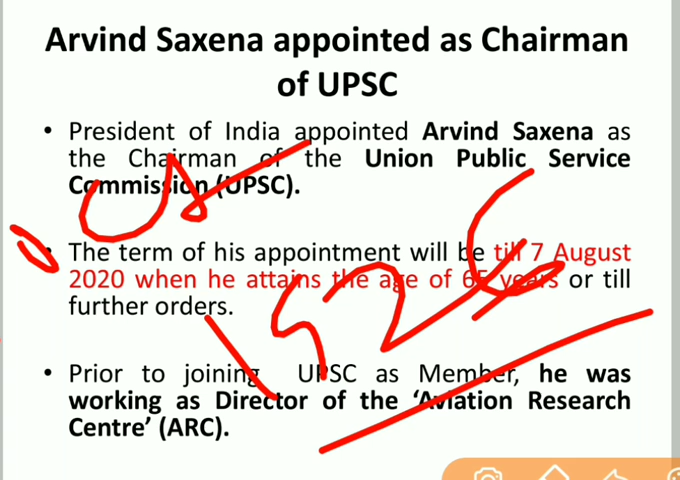 Arvind Saxena appointed as Chairman
of UPSC
• President of India appointed Arvind Saxena as
the Chairman of the Union Public Service
Commission (UPSC).
• The term of his appointment will be till 7 August
2020 when he attains the age of 65 years or till
further orders.
• Prior to joining UPSC as Member, he was
working as Director of the ‘Aviation Research
Centre’ (ARC).
1926